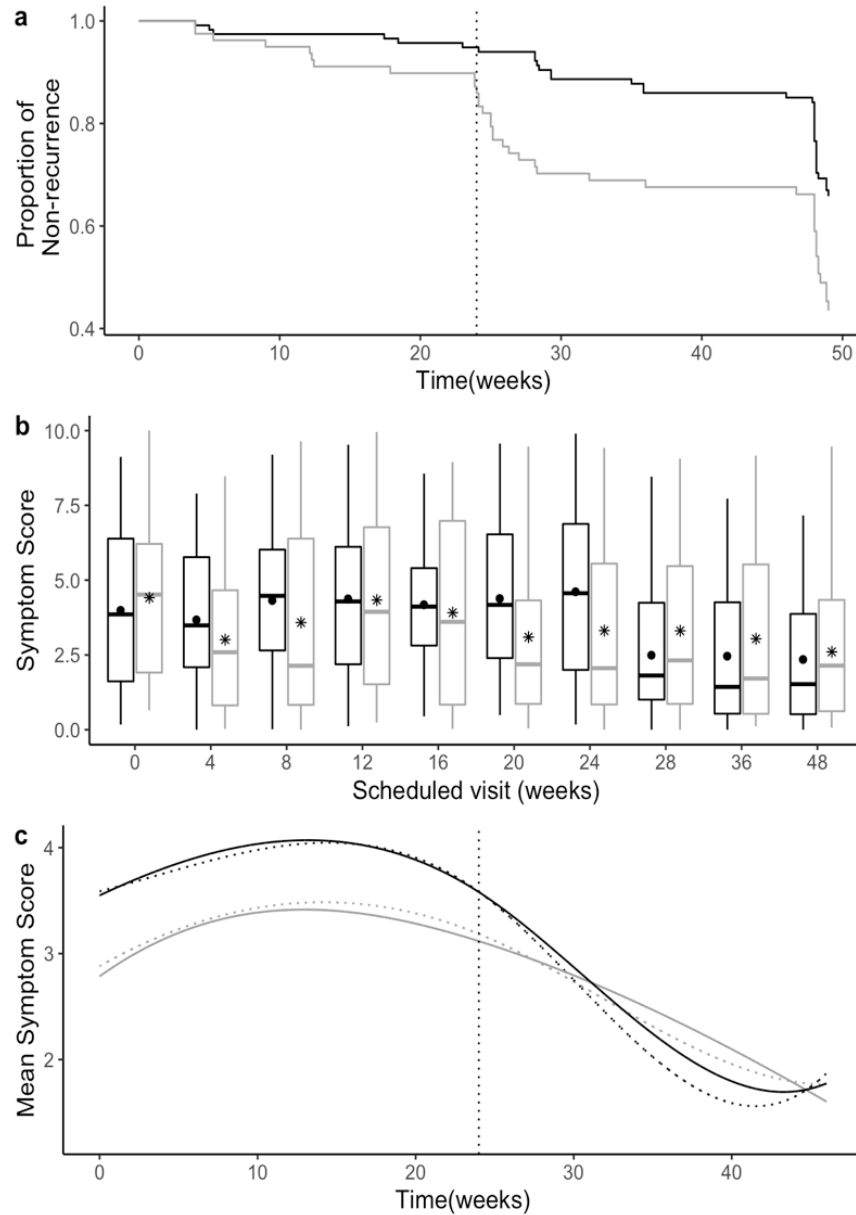 a
1.0
0.8
0.6
0.4
Proportion of
Non-recurrence
0 10 20 30 40 50
Time(weeks)
b
10.0
7.5
5.0
2.5
0.0
Symptom Score
0 4 8 12 16 20 24 28 36 48
Scheduled visit (weeks)
c
4
3
2
Mean Symptom Score
0 10 20 30 40
Time(weeks)